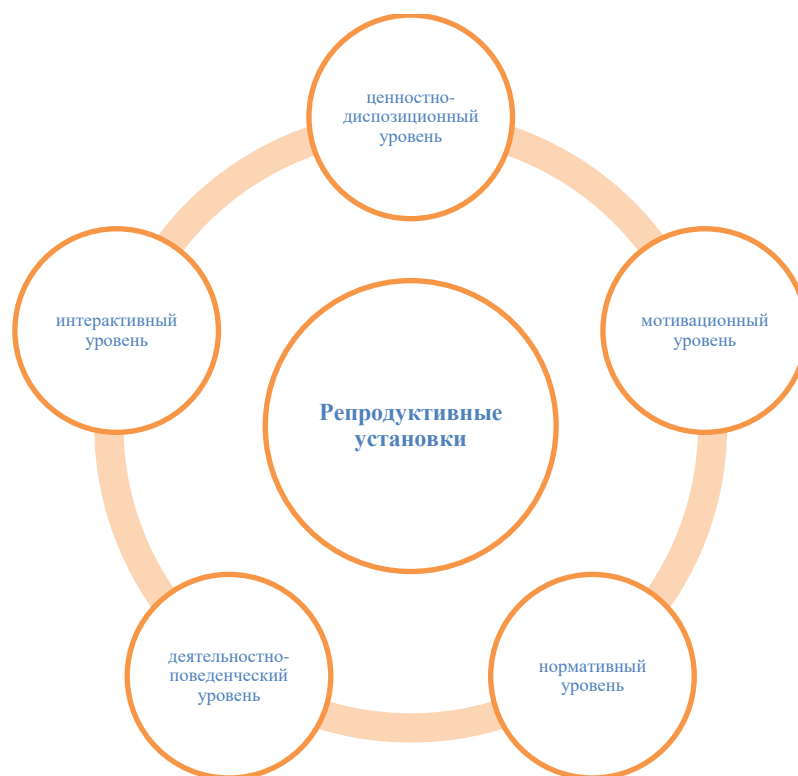 ценностно-
диспозиционный
уровень
интерактивный
уровень
мотивационный
уровень
Репродуктивные
установки
деятельностно-
поведенческий
уровень
нормативный
уровень